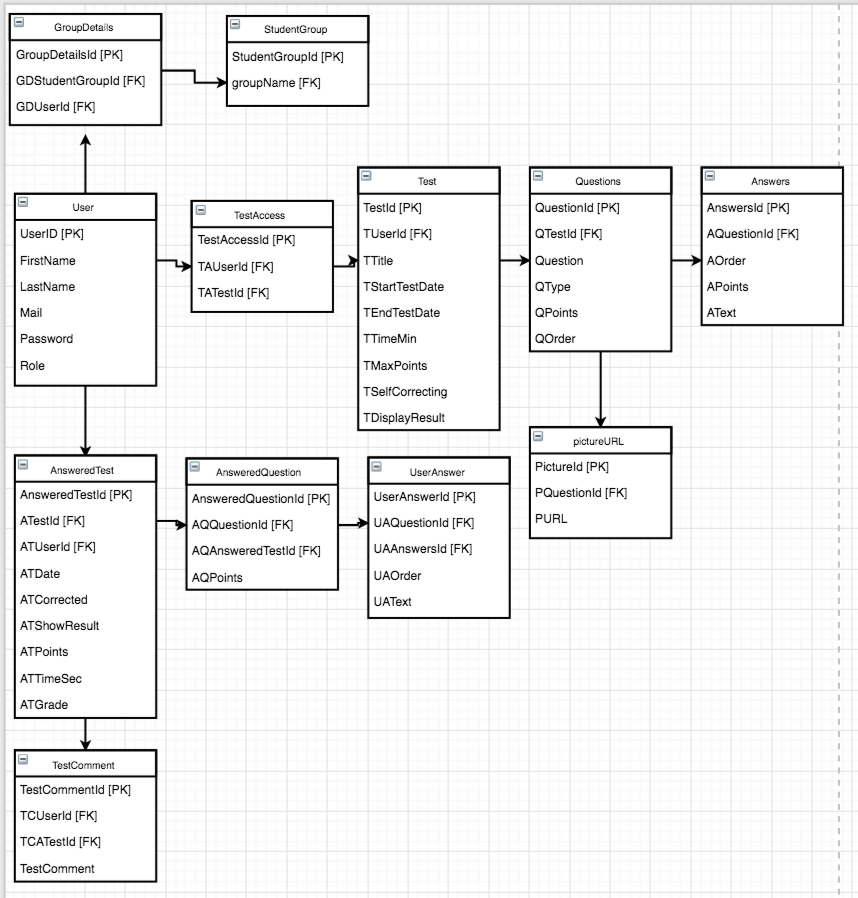 GroupDetails
GroupDetailsId [PK]
GDStudentGroupId [FK]
GDUserId [FK]
StudentGroup
StudentGroupId [PK]
groupName [FK]
User
UserID [PK]
FirstName
LastName
Mail
Password
Role
TestAccess
TestAccessId [PK]
TAUserId [FK]
TATestId [FK]
Test
TestId [PK]
TUserId [FK]
TTitle
TStartTestDate
TEndTestDate
TTimeMin
TMaxPoints
TSelfCorrecting
TDisplayResult
Questions
QuestionId [PK]
QTestId [FK]
Question
QType
QPoints
QOrder
Answers
AnswersId [PK]
AQuestionId [FK]
AOrder
APoints
AText
pictureURL
PictureId [PK]
PQuestionId [FK]
PURL
AnsweredTest
AnsweredTestId [PK]
ATestId [FK]
ATUserId [FK]
ATDate
ATCorrected
ATShowResult
ATPoints
ATTimeSec
ATGrade
AnsweredQuestion
AnsweredQuestionId [PK]
AQQuestionId [FK]
AQAnsweredTestId [FK]
AQPoints
UserAnswer
UserAnswerId [PK]
UAQuestionId [FK]
UAAnswersId [FK]
UAOrder
UAText
TestComment
TestCommentId [PK]
TCUserId [FK]
TCATestId [FK]
TestComment